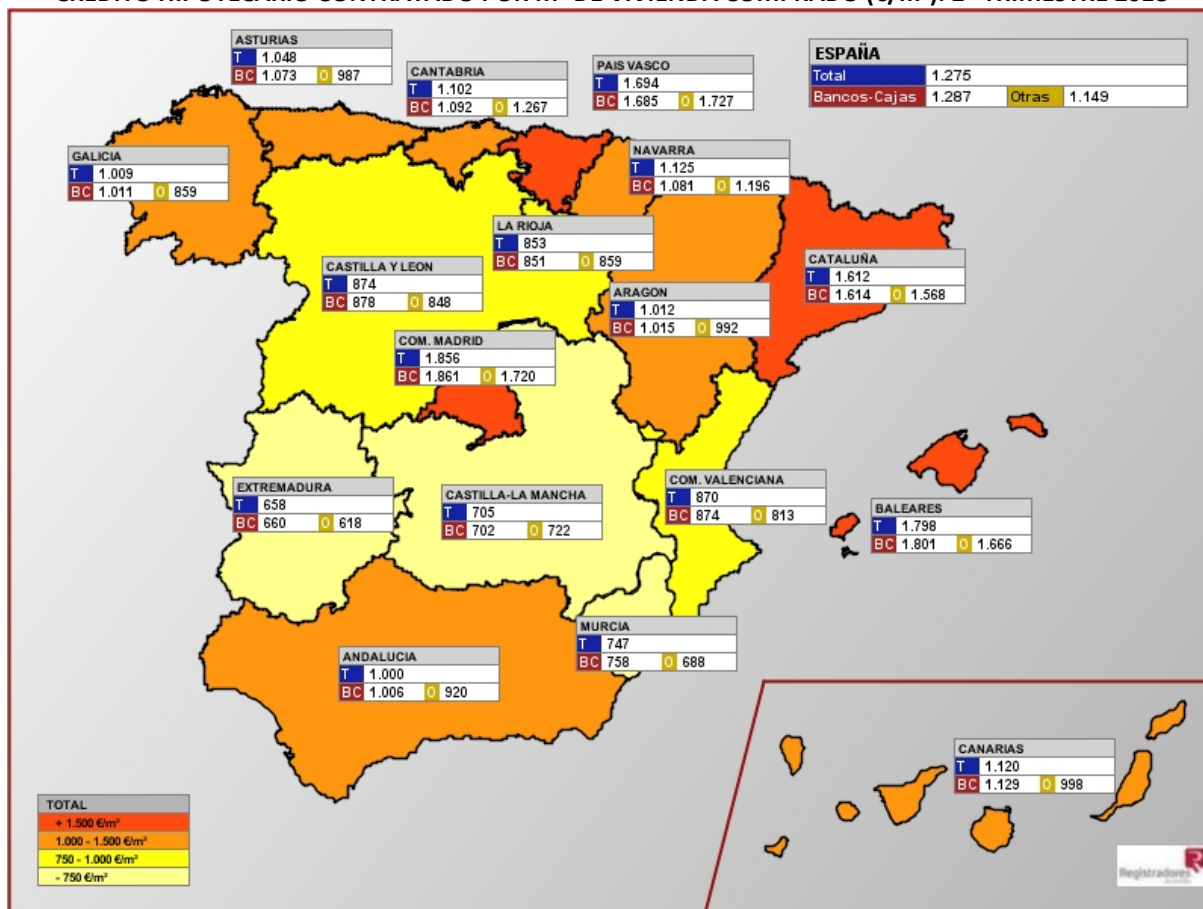 ASTURIAS
T 1.048
BC 1.073 O 987
CANTABRIA
T 1.102
BC 1.092 O 1.267
PAIS VASCO
T 1.694
BC 1.685 O 1.727
ESPAÑA
Total 1.275
Bancos-Cajas 1.287 Otras 1.149
GALICIA
T 1.009
BC 1.011 O 859
NAVARRA
T 1.125
BC 1.081 O 1.196
LA RIOJA
T 853
BC 851 O 859
CASTILLA Y LEON
T 874
BC 878 O 848
CATALUÑA
T 1.612
BC 1.614 O 1.568
ARAGON
T 1.012
BC 1.015 O 992
COM. MADRID
T 1.856
BC 1.861 O 1.720
EXTREMADURA
T 658
BC 660 O 618
CASTILLA-LA MANCHA
T 705
BC 702 O 722
COM. VALENCIANA
T 870
BC 874 O 813
BALEARES
T 1.798
BC 1.801 O 1.666
MURCIA
T 747
BC 758 O 688
ANDALUCIA
T 1.000
BC 1.006 O 920
CANARIAS
T 1.120
BC 1.129 O 998
TOTAL
+ 1.500 €/m²
1.000 - 1.500 €/m²
750 - 1.000 €/m²
- 750 €/m²
Registradores